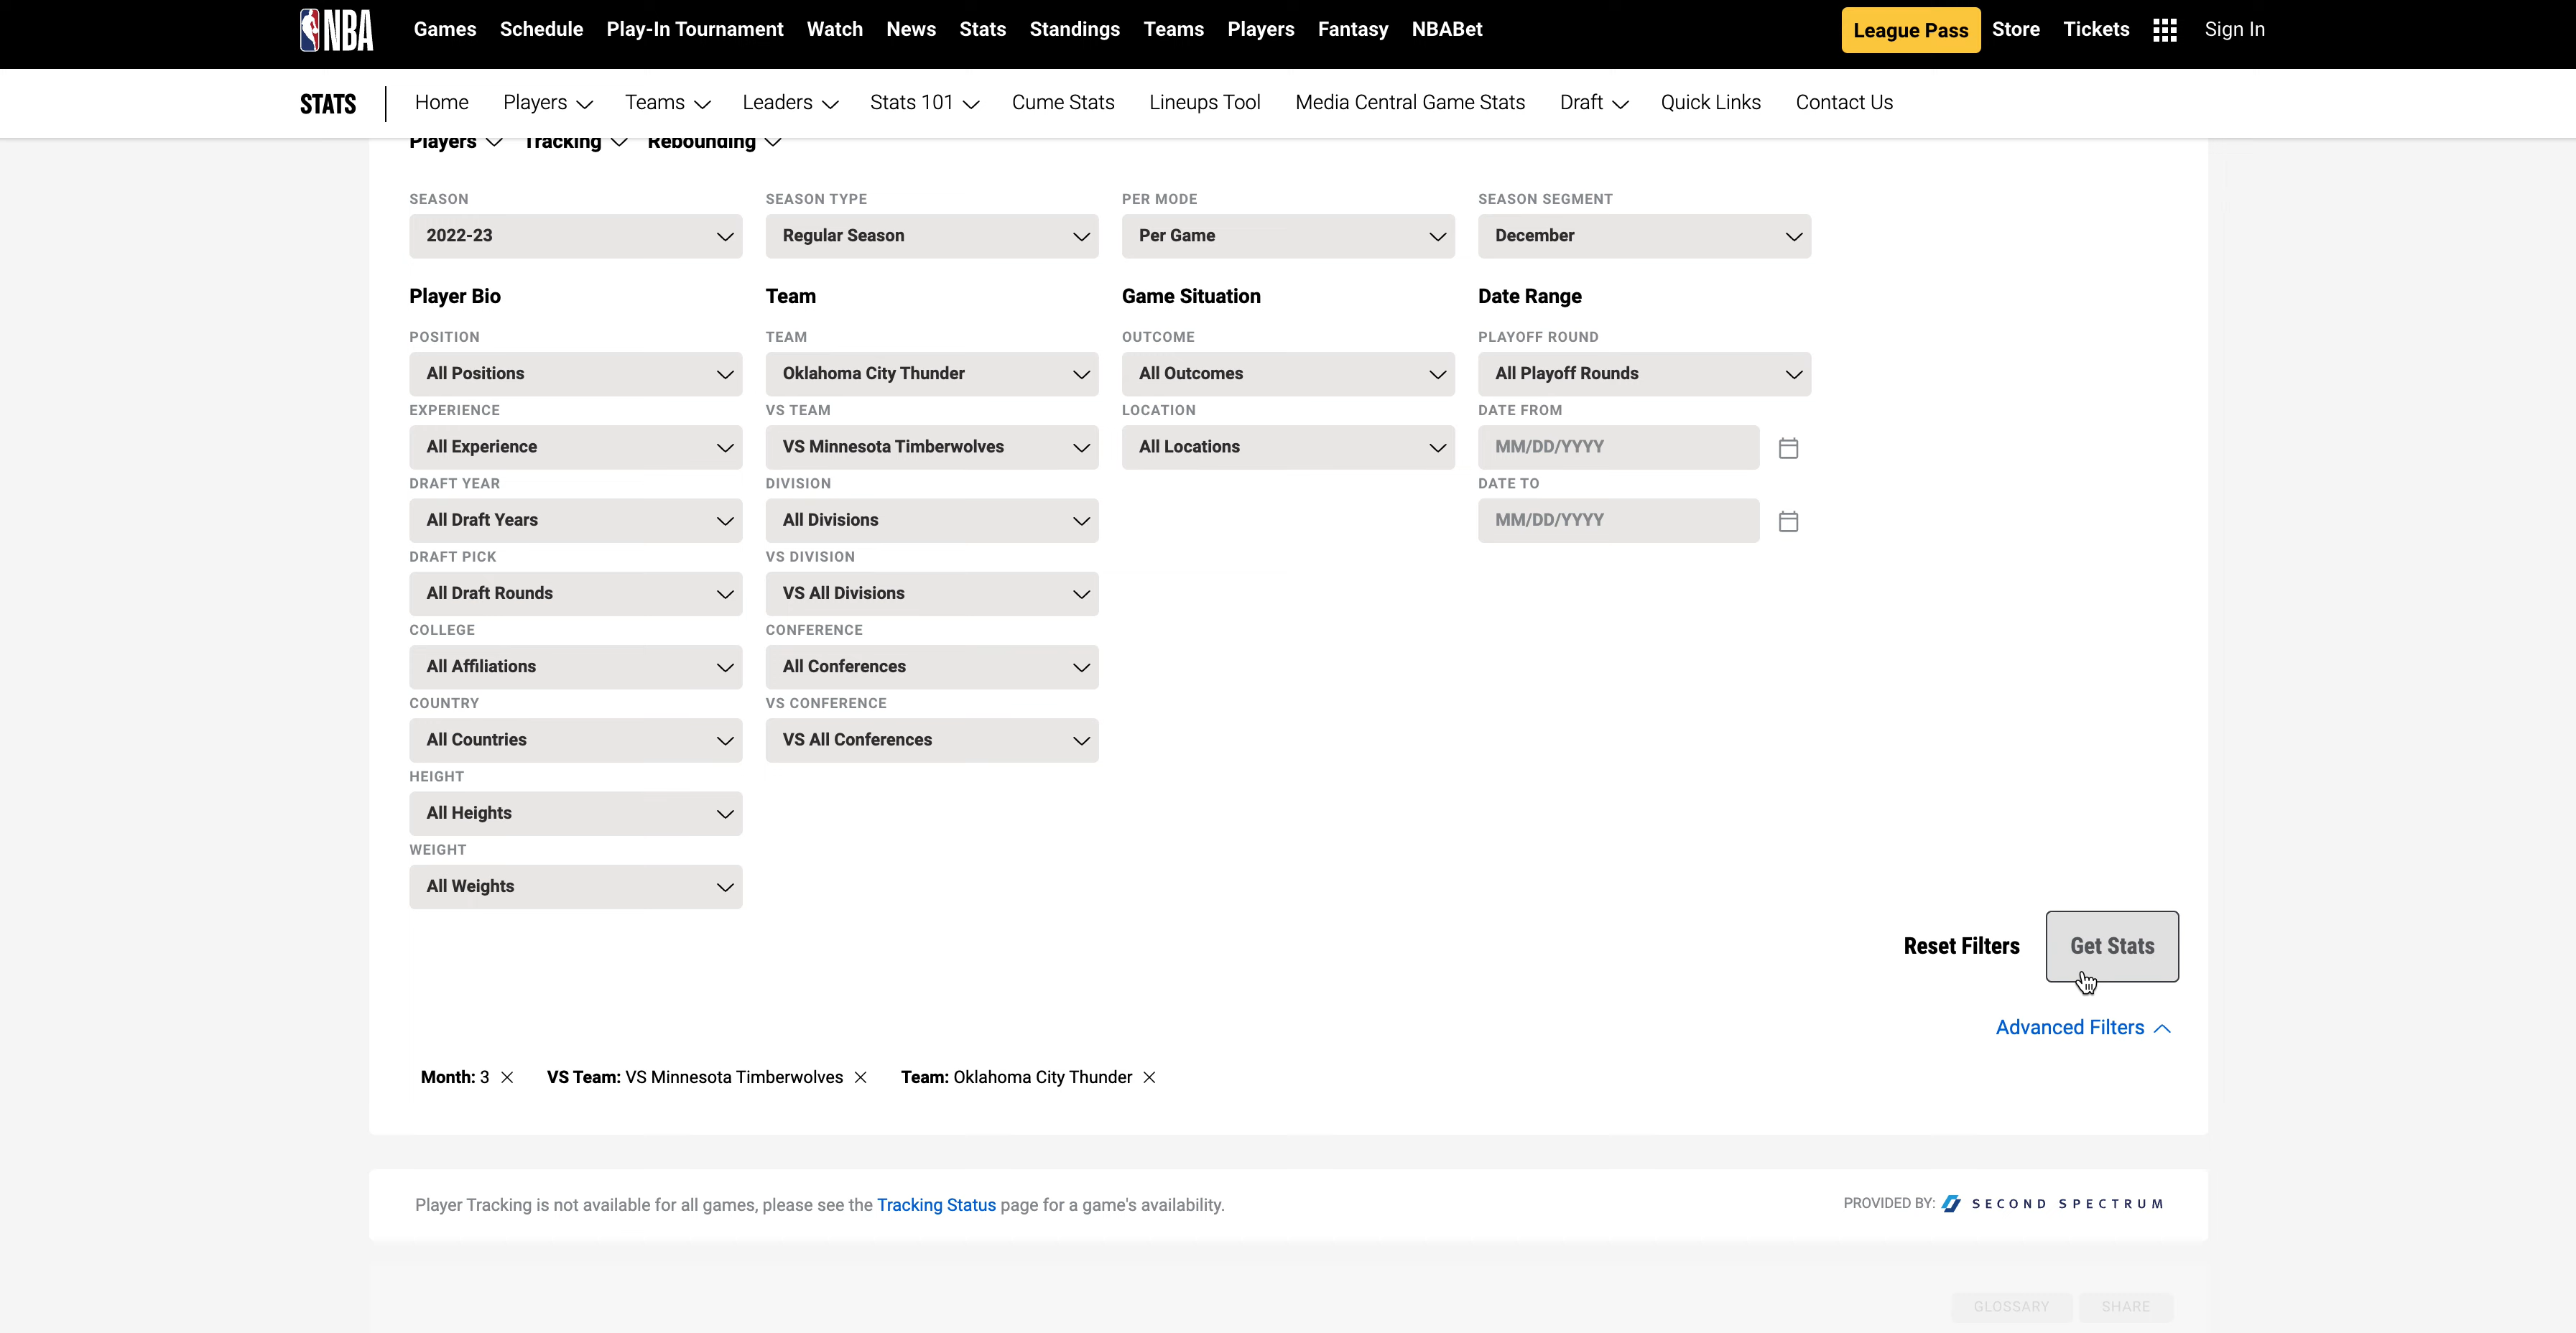 NBA Games Schedule Play-In Tournament Watch News Stats Standings Teams Players Fantasy NBABet League Pass Store Tickets Sign In
STATS Home Players Teams Leaders Stats 101 Cume Stats Lineups Tool Media Central Game Stats Draft Quick Links Contact Us
Players Tracking Rebounding
SEASON SEASON TYPE PER MODE SEASON SEGMENT
2022-23 Regular Season Per Game December
Player Bio Team Game Situation Date Range
POSITION TEAM OUTCOME PLAYOFF ROUND
All Positions Oklahoma City Thunder All Outcomes All Playoff Rounds
EXPERIENCE VS TEAM LOCATION DATE FROM
All Experience VS Minnesota Timberwolves All Locations MM/DD/YYYY
DRAFT YEAR DIVISION DATE TO
All Draft Years All Divisions MM/DD/YYYY
DRAFT PICK VS DIVISION
All Draft Rounds VS All Divisions
COLLEGE CONFERENCE
All Affiliations All Conferences
COUNTRY VS CONFERENCE
All Countries VS All Conferences
HEIGHT
All Heights
WEIGHT
All Weights
Reset Filters Get Stats
Advanced Filters
Month: 3 VS Team: VS Minnesota Timberwolves Team: Oklahoma City Thunder
Player Tracking is not available for all games, please see the Tracking Status page for a game's availability. PROVIDED BY: SECOND SPECTRUM
GLOSSARY SHARE